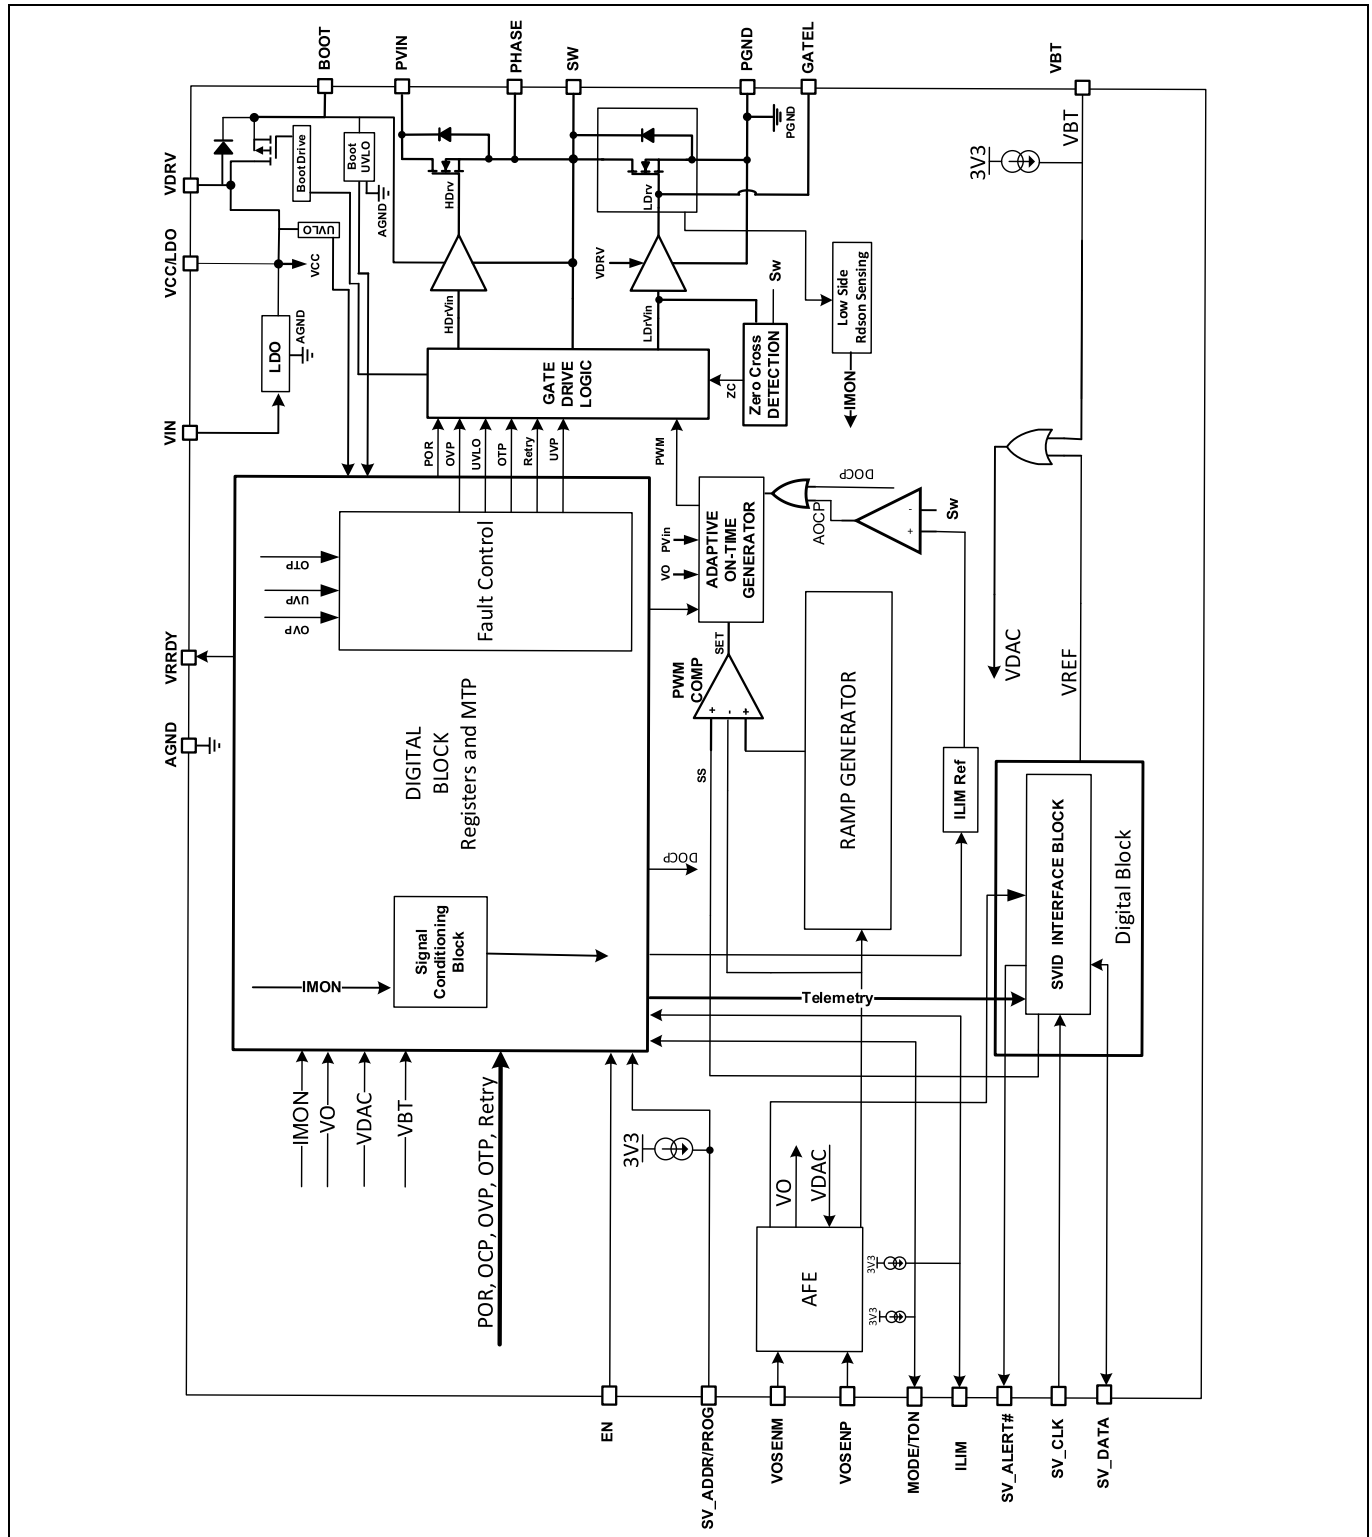 BOOT
PVIN
PHASE
SW
PGND
GATEL
VBT
VDRV
VCC/LDO
VIN
VRRDY
AGND
Boot Drive
Boot
UVLO
AGND
UVLO
VCC
LDO
AGND
HDrv
HDrVin
PGND
LDrv
VDRV
LDrVin
Sw
Zero Cross
DETECTION
ZC
Low Side
Rdson Sensing
IMON
VBT
3V3
GATE
DRIVE
LOGIC
POR
OVP
UVLO
OTP
Retry
UVP
PWM
OTP
UVP
OVP
Fault Control
PVin
VO
ADAPTIVE
ON-TIME
GENERATOR
DOCP
AOCP
-
+
Sw
SET
PWM
COMP
+
-
+
SS
VDAC
VREF
DIGITAL
BLOCK
Registers and MTP
RAMP GENERATOR
ILIM Ref
DOCP
Signal
Conditioning
Block
IMON
Telemetry
SVID INTERFACE BLOCK
Digital Block
IMON
VO
VDAC
VBT
POR, OCP, OVP, OTP, Retry
3V3
VO
VDAC
AFE
3V3
3V3
EN
SV_ADDR/PROG
VOSENM
VOSENP
MODE/TON
ILIM
SV_ALERT#
SV_CLK
SV_DATA